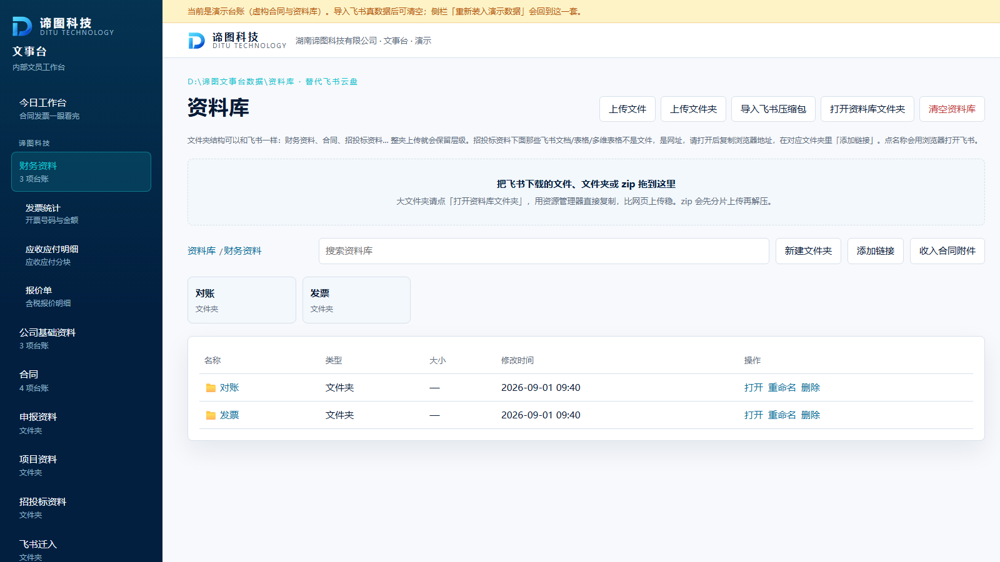 谛图科技
DITU TECHNOLOGY
文事台
内部文员工作台
今日工作台
合同发票一眼看完
谛图科技
财务资料
3 项台账
发票统计
开票号码与金额
应收应付明细
应收应付分块
报价单
含税报价明细
公司基础资料
3 项台账
合同
4 项台账
申报资料
文件夹
项目资料
文件夹
招投标资料
文件夹
飞书迁入
文件夹
当前是演示台账（虚构合同与资料库）。导入飞书真数据后可清空；侧栏「重新装入演示数据」会回到这一套。
谛图科技
DITU TECHNOLOGY
湖南谛图科技有限公司 · 文事台 · 演示
D:\谛图文事台数据\资料库 · 替代飞书云盘
资料库
上传文件 上传文件夹 导入飞书压缩包 打开资料库文件夹 清空资料库
文件夹结构可以和飞书一样：财务资料、合同、招投标资料... 整夹上传就会保留层级。招投标资料下面那些飞书文档/表格/多维表格不是文件，是网址，请打开后复制浏览器地址，在对应文件夹里「添加链接」。点名称会用浏览器打开飞书。
把飞书下载的文件、文件夹或 zip 拖到这里
大文件夹请点「打开资料库文件夹」，用资源管理器直接复制，比网页上传稳。zip 会先分片上传再解压。
资料库 /财务资料 搜索资料库 新建文件夹 添加链接 收入合同附件
对账
文件夹
发票
文件夹
名称 类型 大小 修改时间 操作
对账 文件夹 — 2026-09-01 09:40 打开 重命名 删除
发票 文件夹 — 2026-09-01 09:40 打开 重命名 删除